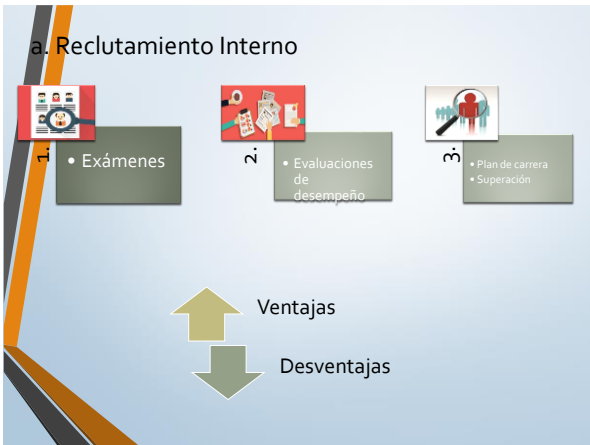 a. Reclutamiento Interno
1.
• Exámenes
2.
• Evaluaciones
de
desempeño
3.
• Plan de carrera
• Superación
Ventajas
Desventajas